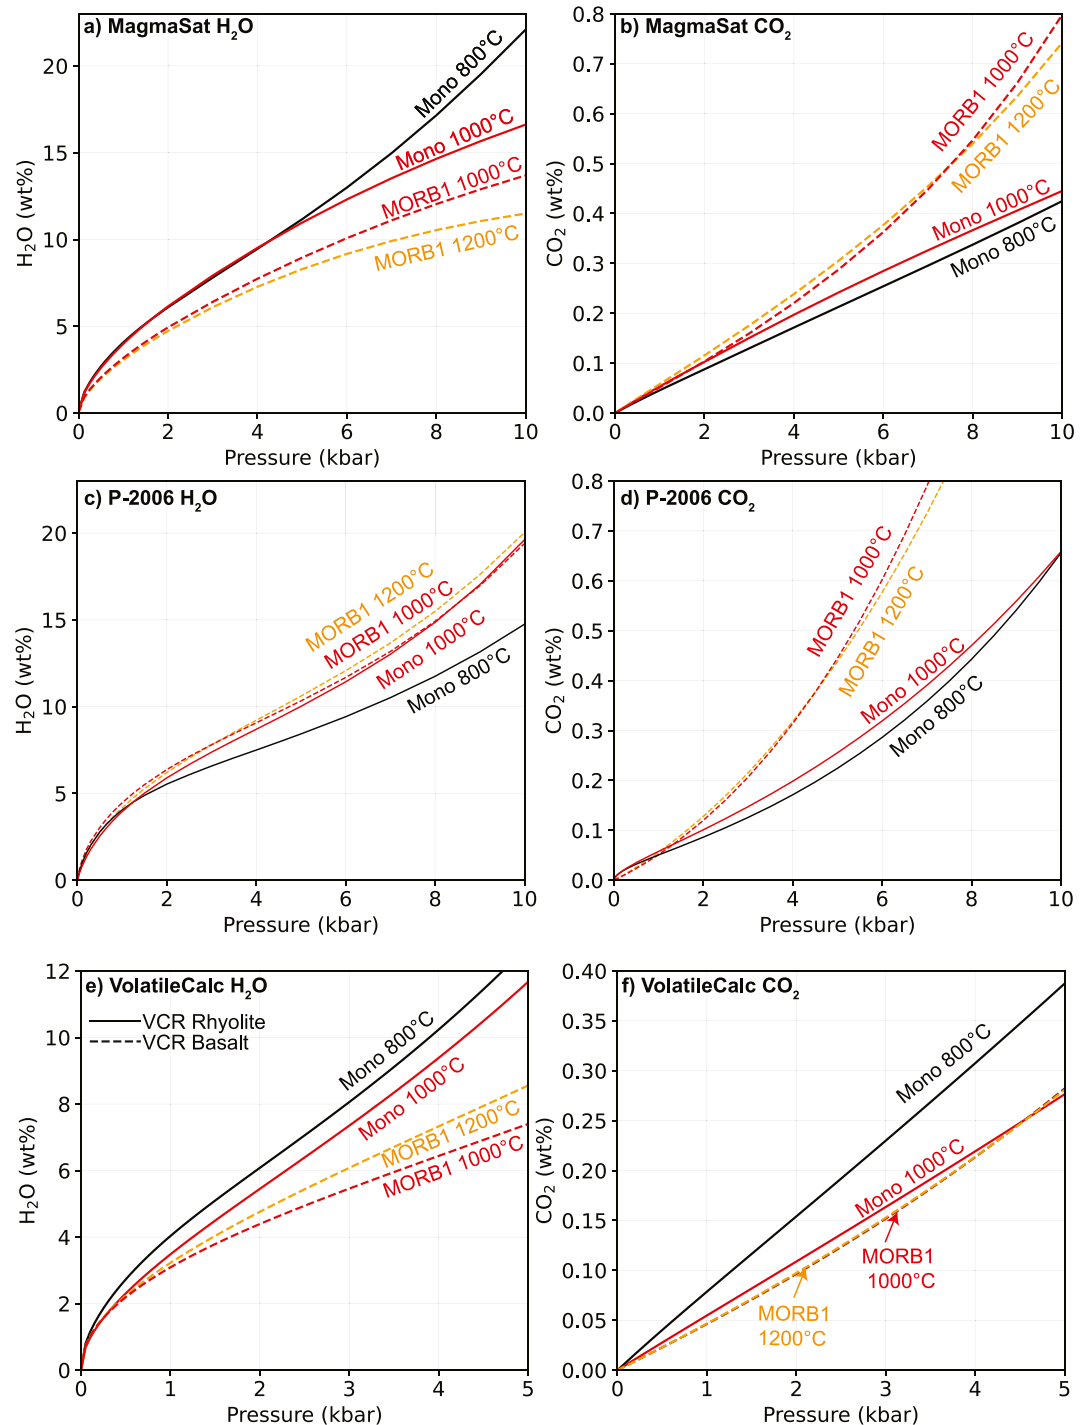 a) MagmaSat H₂O
Mono 800°C
Mono 1000°C
MORB1 1000°C
MORB1 1200°C
20
15
10
5
0
H₂O (wt%)
0 2 4 6 8 10
Pressure (kbar)
b) MagmaSat CO₂
MORB1 1000°C
MORB1 1200°C
Mono 1000°C
Mono 800°C
0.8
0.7
0.6
0.5
0.4
0.3
0.2
0.1
0.0
CO₂ (wt%)
0 2 4 6 8 10
Pressure (kbar)
c) P-2006 H₂O
MORB1 1200°C
MORB1 1000°C
Mono 1000°C
Mono 800°C
20
15
10
5
0
H₂O (wt%)
0 2 4 6 8 10
Pressure (kbar)
d) P-2006 CO₂
MORB1 1000°C
MORB1 1200°C
Mono 1000°C
Mono 800°C
0.8
0.7
0.6
0.5
0.4
0.3
0.2
0.1
0.0
CO₂ (wt%)
0 2 4 6 8 10
Pressure (kbar)
e) VolatileCalc H₂O
VCR Rhyolite
VCR Basalt
Mono 800°C
Mono 1000°C
MORB1 1200°C
MORB1 1000°C
12
10
8
6
4
2
0
H₂O (wt%)
0 1 2 3 4 5
Pressure (kbar)
f) VolatileCalc CO₂
Mono 800°C
Mono 1000°C
MORB1
1000°C
MORB1
1200°C
0.40
0.35
0.30
0.25
0.20
0.15
0.10
0.05
0.00
CO₂ (wt%)
0 1 2 3 4 5
Pressure (kbar)